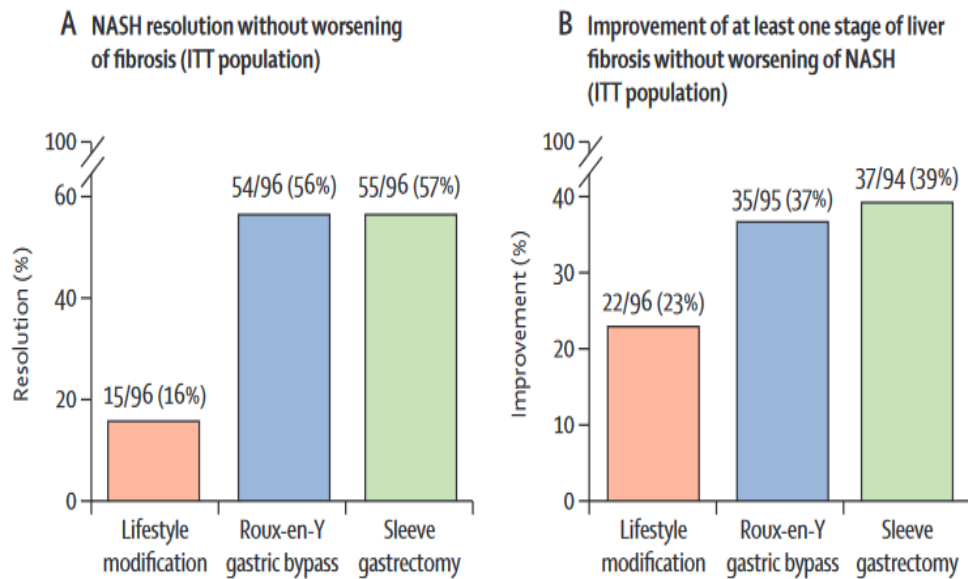 A NASH resolution without worsening
of fibrosis (ITT population)
100
60
40
20
0
Resolution (%)
15/96 (16%)
54/96 (56%)
55/96 (57%)
Lifestyle
modification
Roux-en-Y
gastric bypass
Sleeve
gastrectomy
B Improvement of at least one stage of liver
fibrosis without worsening of NASH
(ITT population)
100
40
30
20
10
0
Improvement (%)
22/96 (23%)
35/95 (37%)
37/94 (39%)
Lifestyle
modification
Roux-en-Y
gastric bypass
Sleeve
gastrectomy